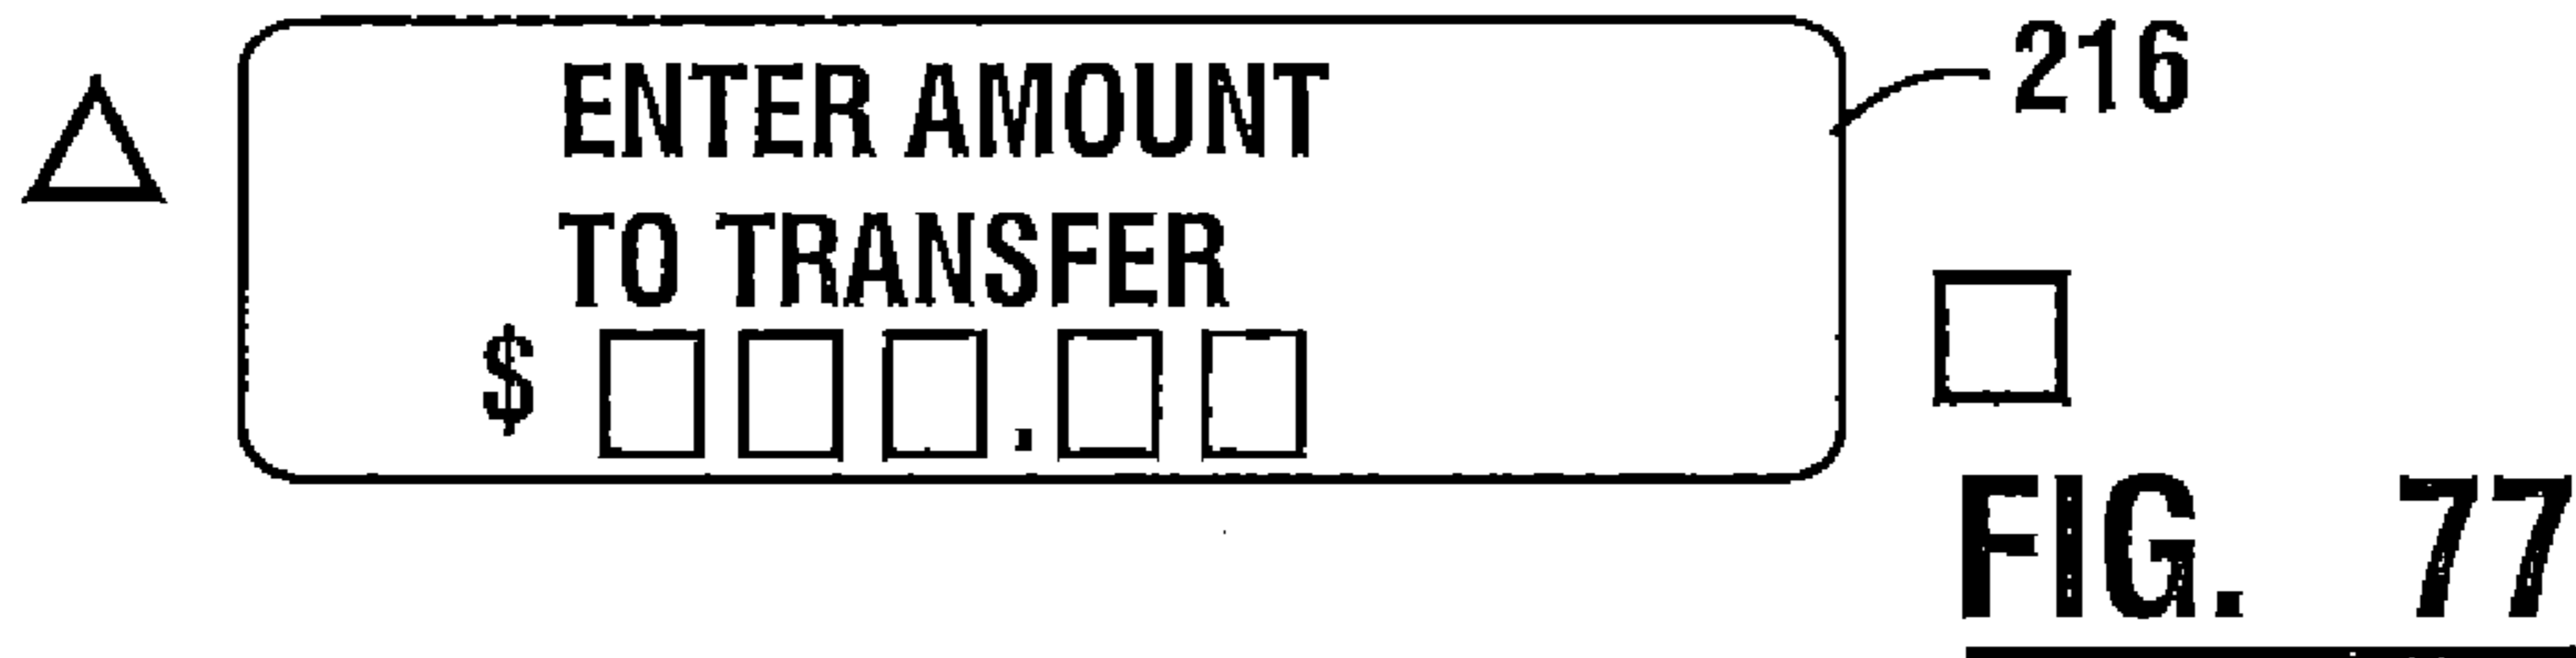 ENTER AMOUNT
TO TRANSFER
$ .
216
FIG. 77